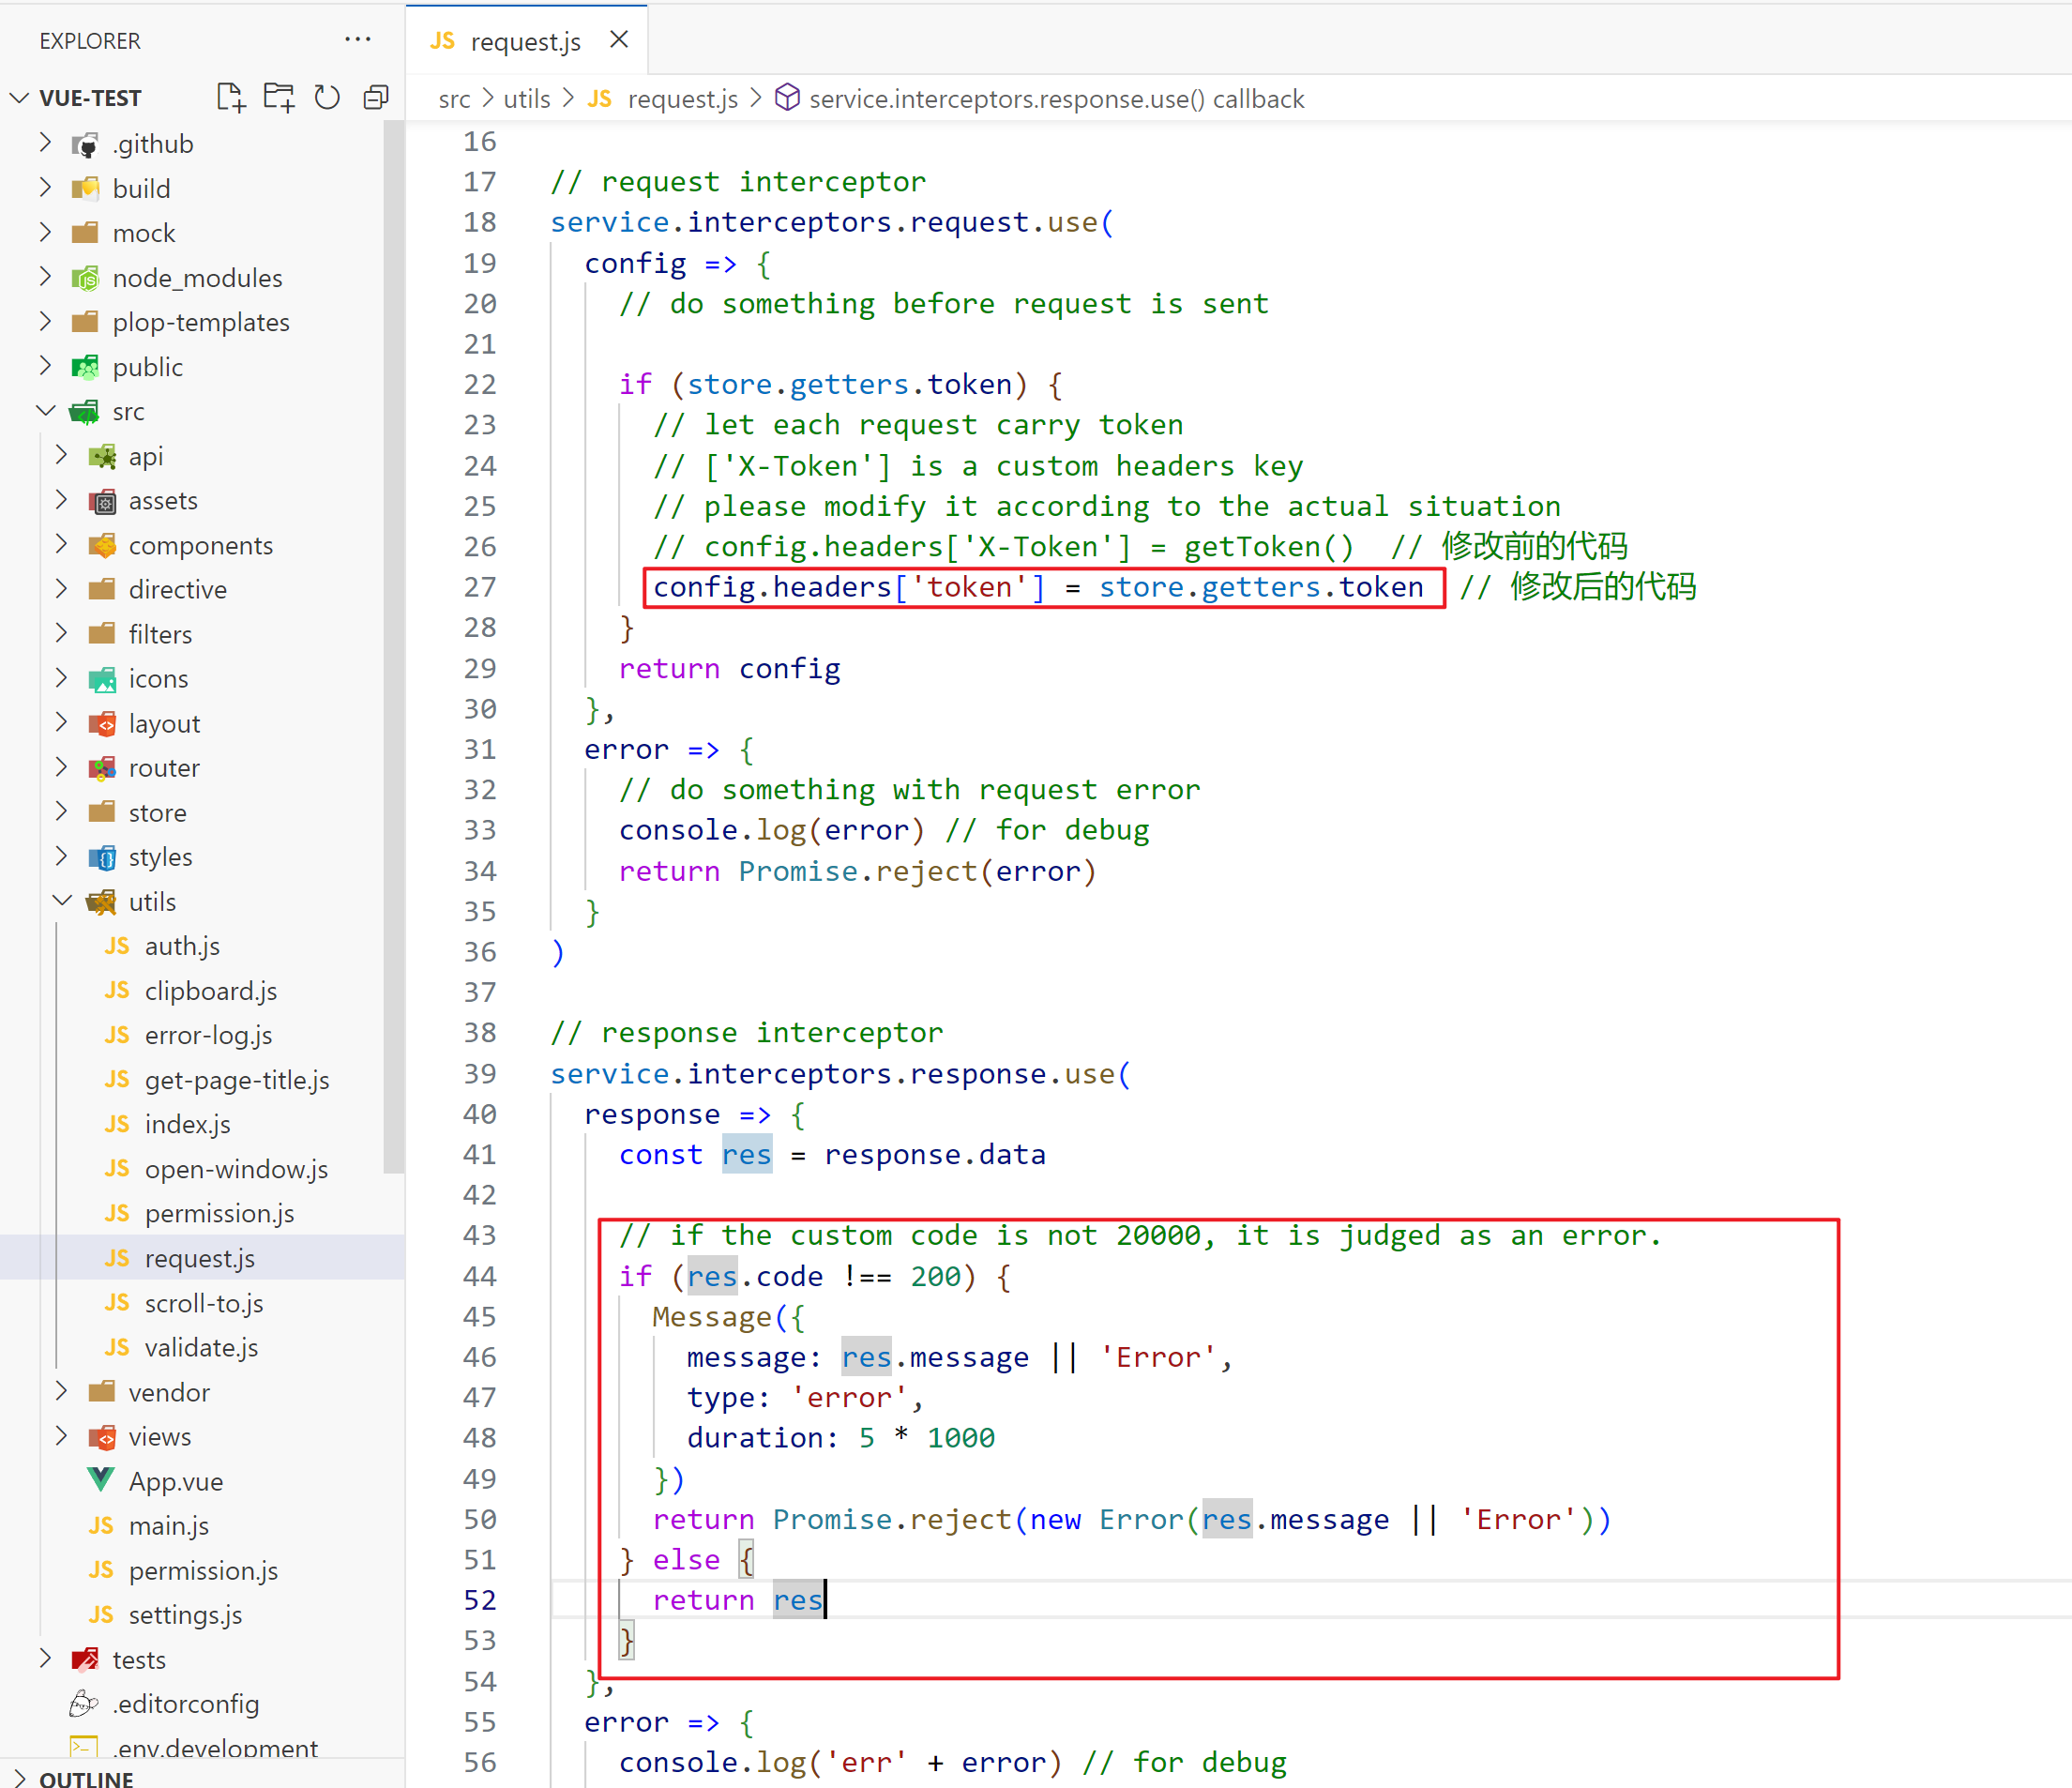 EXPLORER
VUE-TEST
.github
build
mock
node_modules
plop-templates
public
src
api
assets
components
directive
filters
icons
layout
router
store
styles
utils
JS auth.js
JS clipboard.js
JS error-log.js
JS get-page-title.js
JS index.js
JS open-window.js
JS permission.js
JS request.js
JS scroll-to.js
JS validate.js
vendor
views
App.vue
JS main.js
JS permission.js
JS settings.js
tests
.editorconfig
.env.development
OUTLINE
JS request.js
src > utils > JS request.js > service.interceptors.response.use() callback
16
17 // request interceptor
18 service.interceptors.request.use(
19 config => {
20 // do something before request is sent
21
22 if (store.getters.token) {
23 // let each request carry token
24 // ['X-Token'] is a custom headers key
25 // please modify it according to the actual situation
26 // config.headers['X-Token'] = getToken() // 修改前的代码
27 config.headers['token'] = store.getters.token // 修改后的代码
28 }
29 return config
30 },
31 error => {
32 // do something with request error
33 console.log(error) // for debug
34 return Promise.reject(error)
35 }
36 )
37
38 // response interceptor
39 service.interceptors.response.use(
40 response => {
41 const res = response.data
42
43 // if the custom code is not 20000, it is judged as an error.
44 if (res.code !== 200) {
45 Message({
46 message: res.message || 'Error',
47 type: 'error',
48 duration: 5 * 1000
49 })
50 return Promise.reject(new Error(res.message || 'Error'))
51 } else {
52 return res
53 }
54 },
55 error => {
56 console.log('err' + error) // for debug